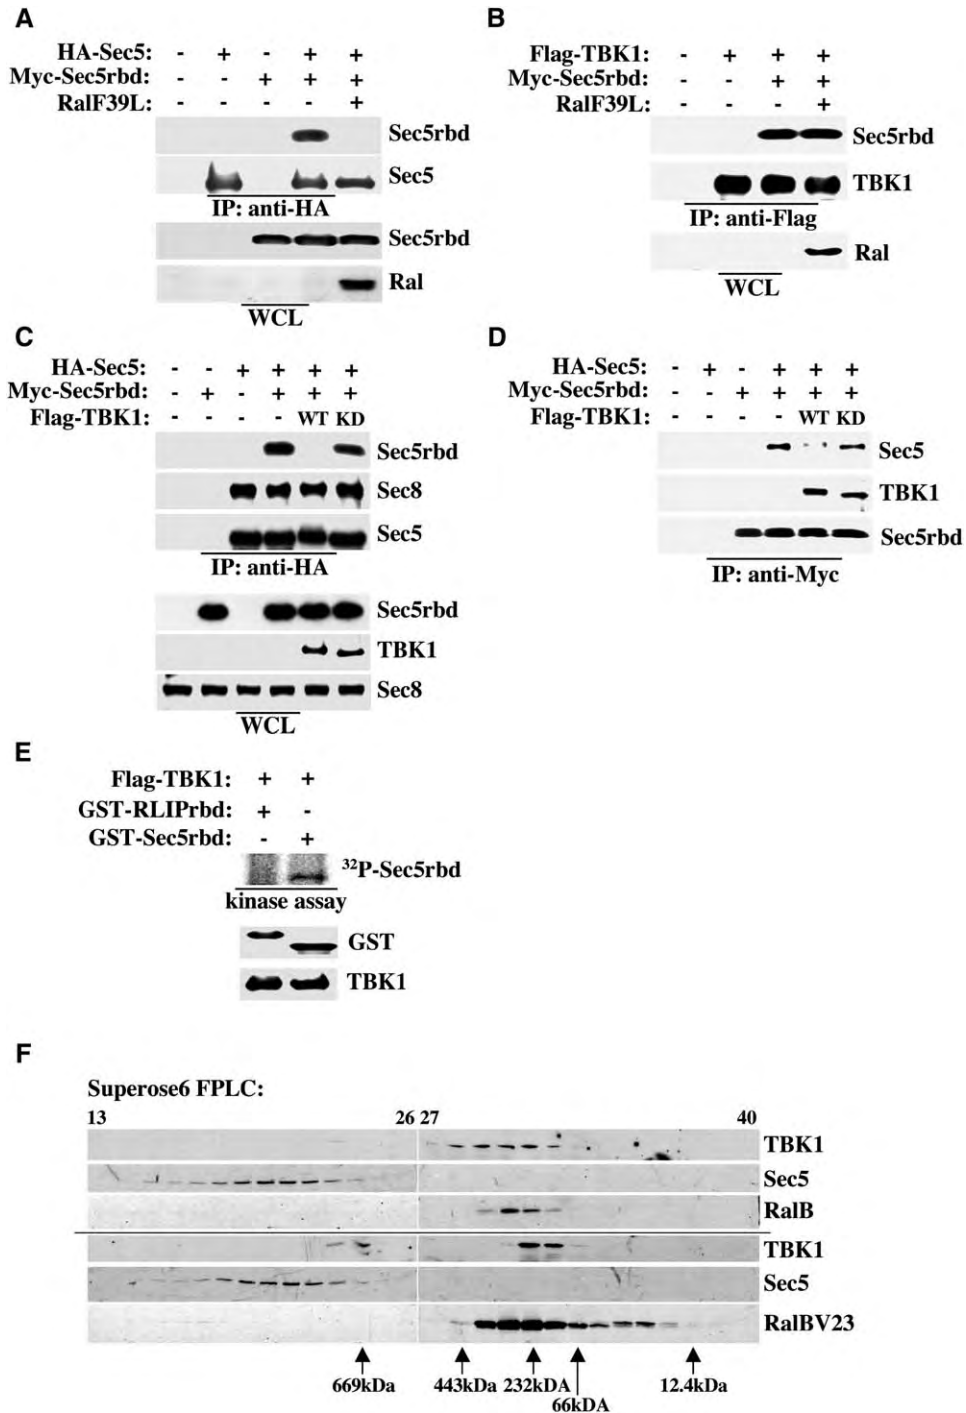 A
HA-Sec5: - + - + +
Myc-Sec5rbd: - - + + +
RalF39L: - - - - +
Sec5rbd
Sec5
IP: anti-HA
Sec5rbd
Ral
WCL
B
Flag-TBK1: - + + +
Myc-Sec5rbd: - - + +
RalF39L: - - - +
Sec5rbd
TBK1
IP: anti-Flag
Ral
WCL
C
HA-Sec5: - - + + + +
Myc-Sec5rbd: - + - + + +
Flag-TBK1: - - - - WT KD
Sec5rbd
Sec8
Sec5
IP: anti-HA
Sec5rbd
TBK1
Sec8
WCL
D
HA-Sec5: - + - + + +
Myc-Sec5rbd: - - + + + +
Flag-TBK1: - - - - WT KD
Sec5
TBK1
Sec5rbd
IP: anti-Myc
E
Flag-TBK1: + +
GST-RLIPrbd: + -
GST-Sec5rbd: - +
³²P-Sec5rbd
kinase assay
GST
TBK1
F
Superose6 FPLC:
13 26 27 40
TBK1
Sec5
RalB
TBK1
Sec5
RalBV23
669kDa 443kDa 232kDA 12.4kDa
66kDA